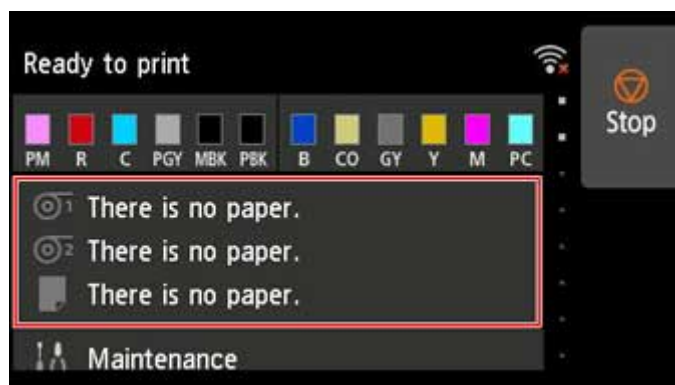 Ready to print
Stop
PM R C PGY MBK PBK B CO GY Y M PC
1 There is no paper.
2 There is no paper.
There is no paper.
Maintenance